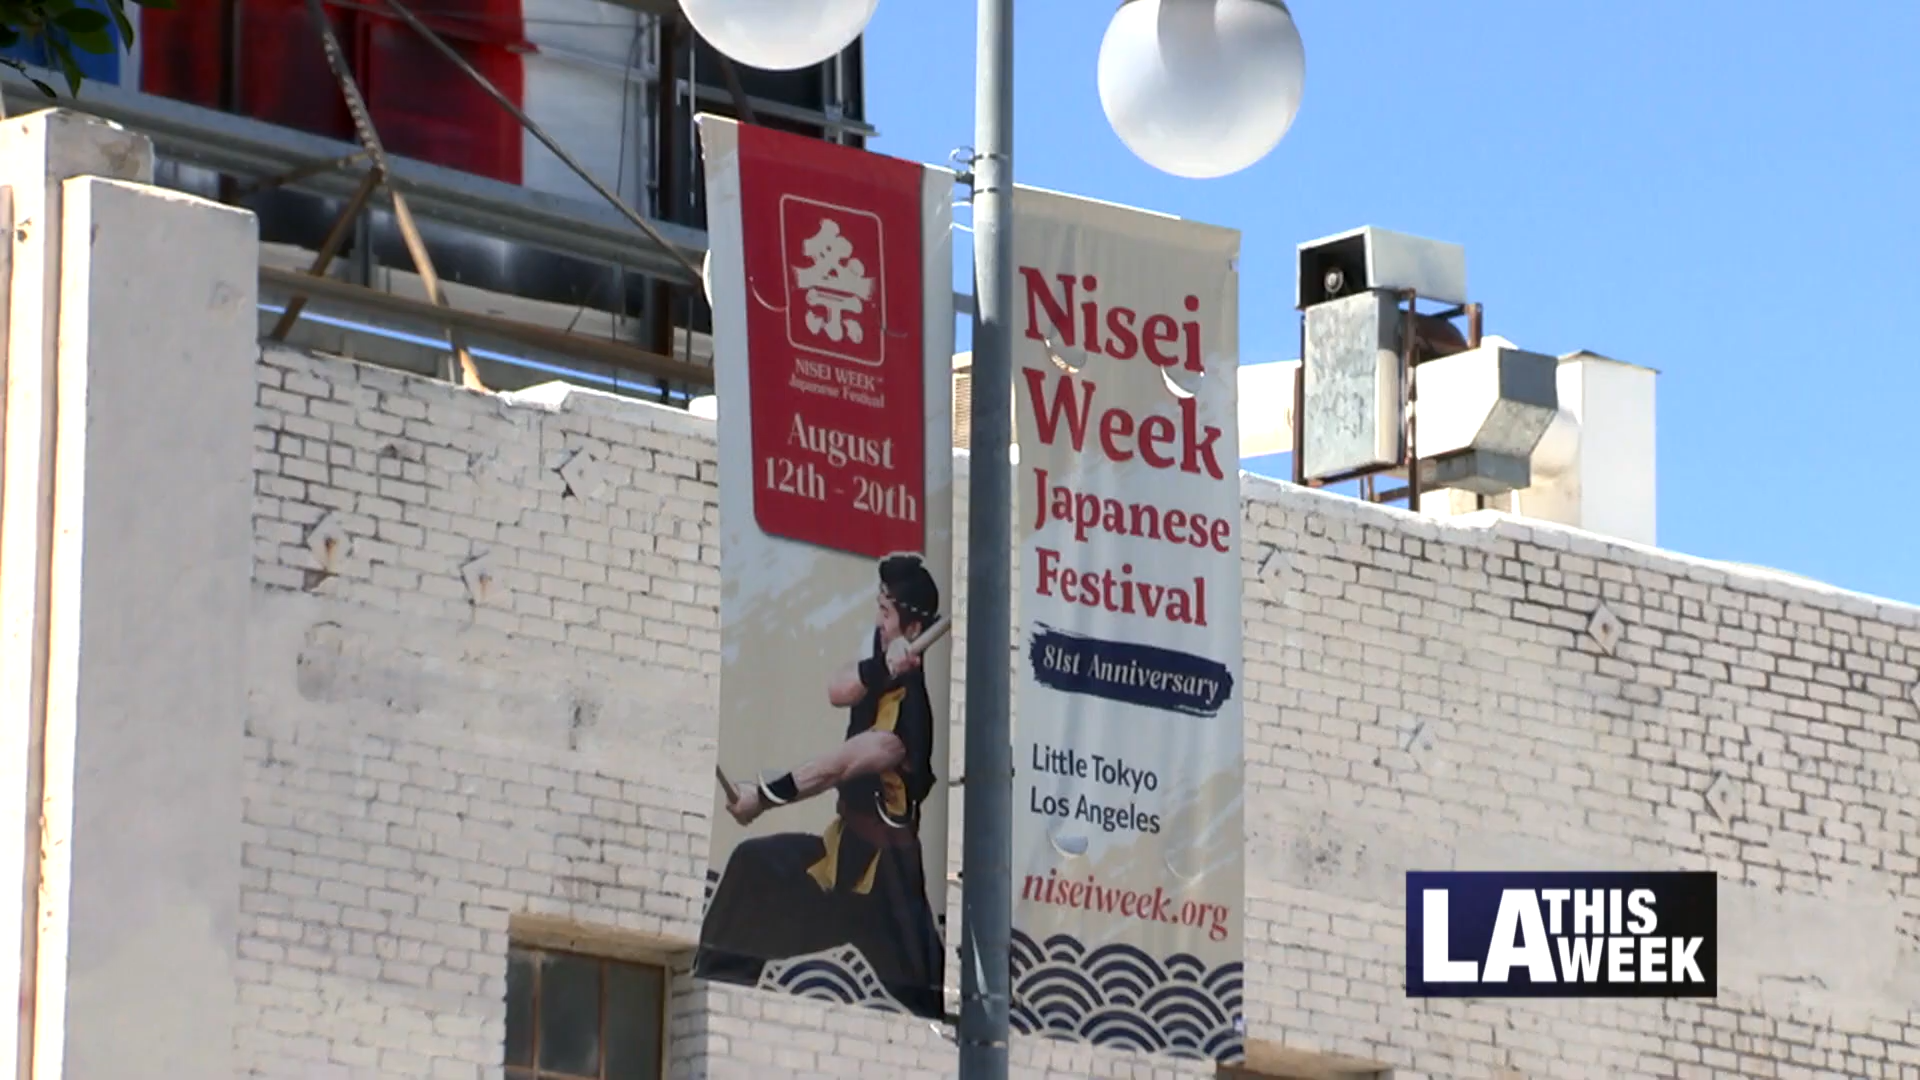 祭
NISEI WEEK™
Japanese Festival
August
12th - 20th
Nisei
Week
Japanese
Festival
81st Anniversary
Little Tokyo
Los Angeles
niseiweek.org
LA THIS
WEEK